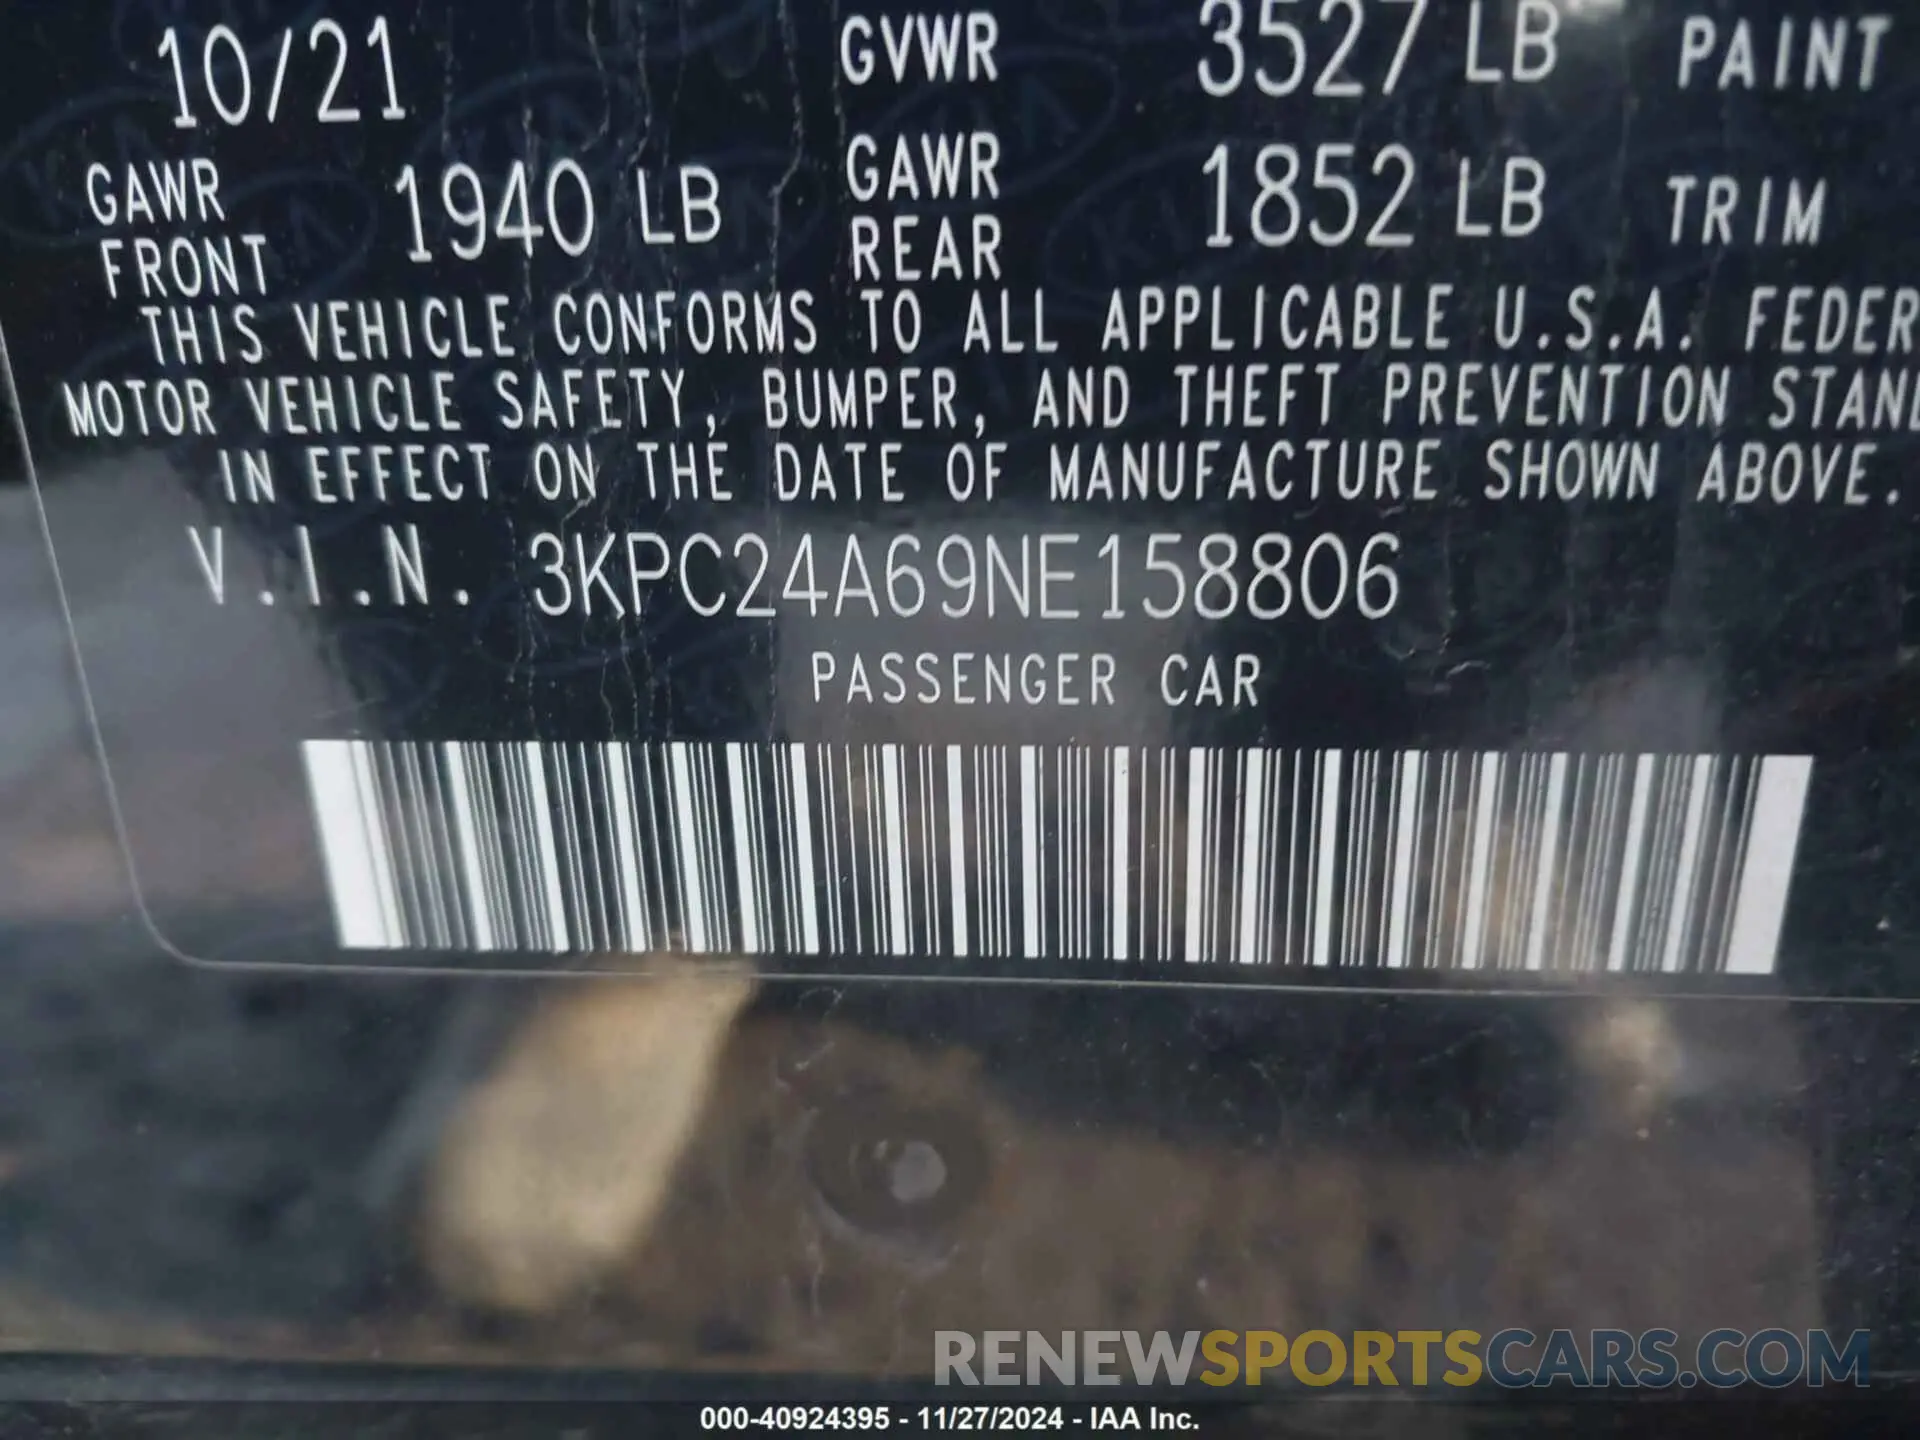 10/21 GVWR 3527 LB PAINT
GAWR FRONT 1940 LB GAWR REAR 1852 LB TRIM
THIS VEHICLE CONFORMS TO ALL APPLICABLE U.S.A. FEDER
MOTOR VEHICLE SAFETY, BUMPER, AND THEFT PREVENTION STAND
IN EFFECT ON THE DATE OF MANUFACTURE SHOWN ABOVE.
V.I.N. 3KPC24A69NE158806
PASSENGER CAR
RENEWSPORTSCARS.COM
000-40924395 - 11/27/2024 - IAA Inc.